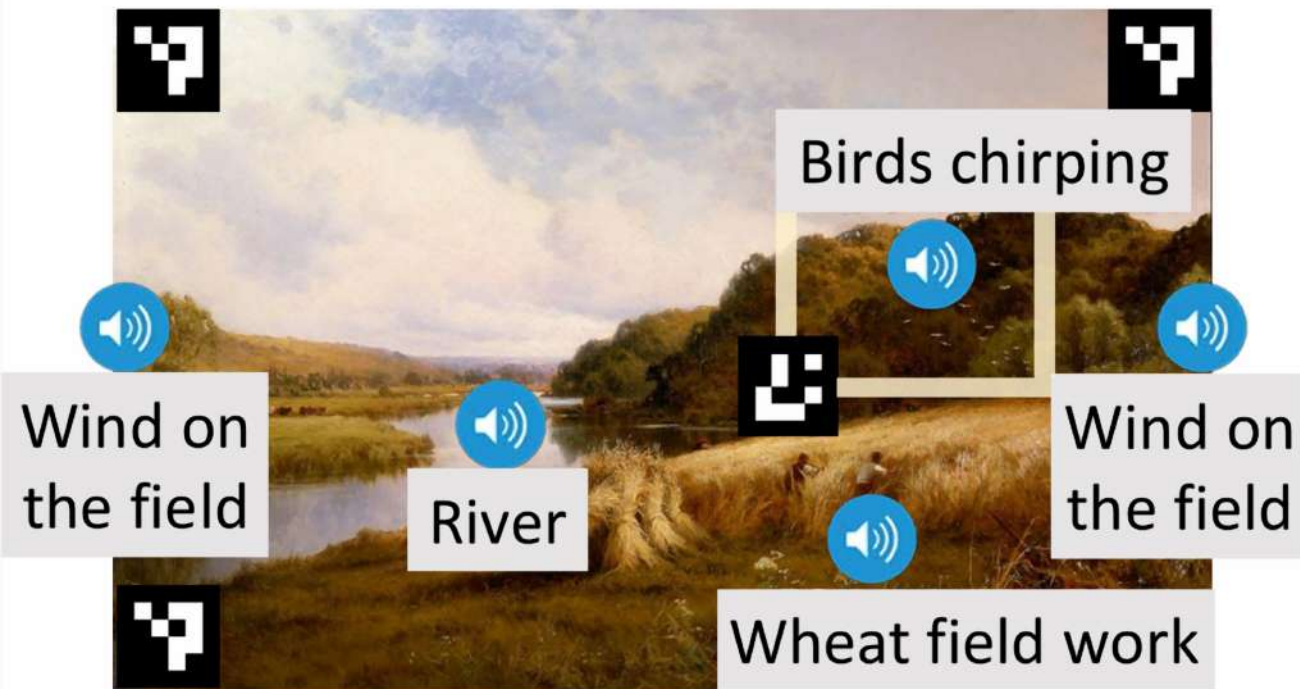 Birds chirping
Wind on
the field
River
Wind on
the field
Wheat field work